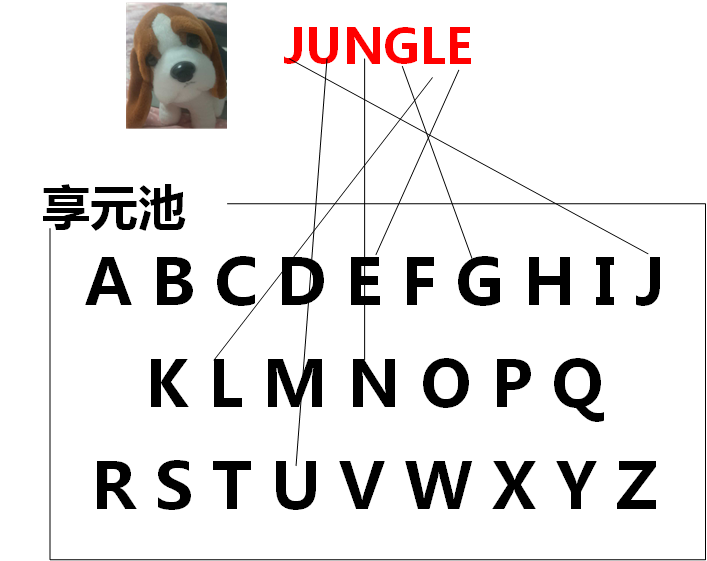 JUNGLE
享元池
A B C D E F G H I J
K L M N O P Q
R S T U V W X Y Z